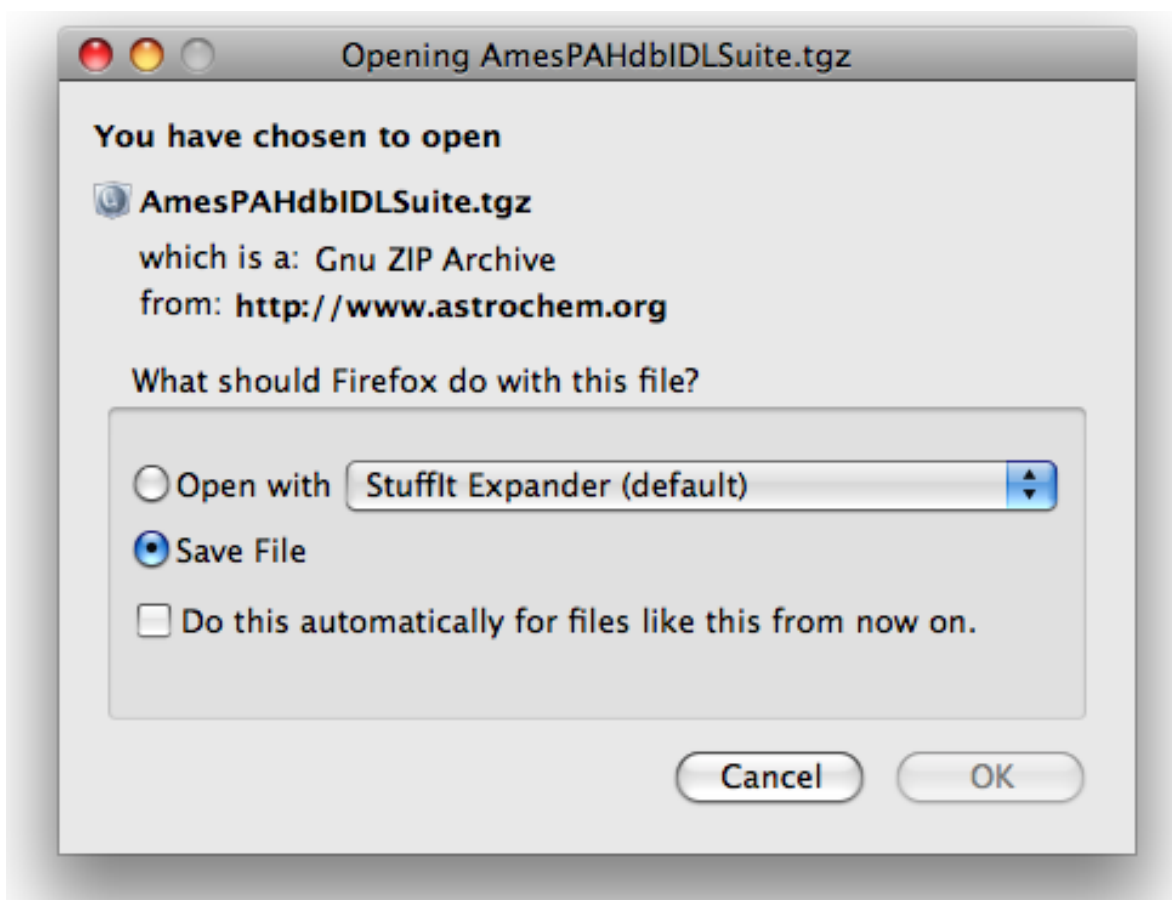 Opening AmesPAHdbIDLSuite.tgz
You have chosen to open
AmesPAHdbIDLSuite.tgz
which is a: Gnu ZIP Archive
from: http://www.astrochem.org
What should Firefox do with this file?
Open with StuffIt Expander (default)
Save File
Do this automatically for files like this from now on.
Cancel OK